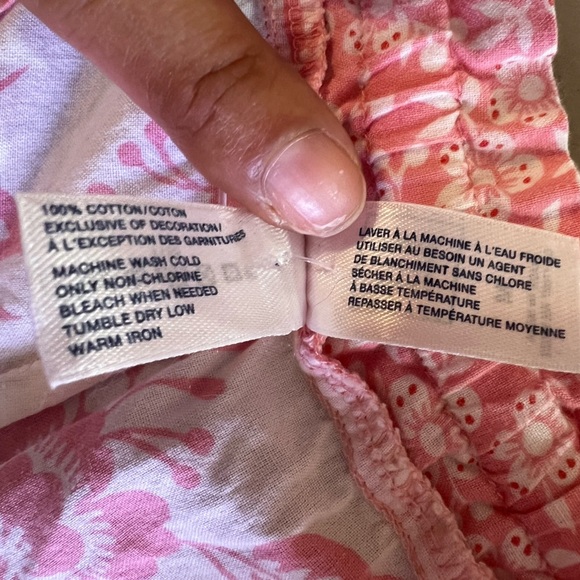 100% COTTON/COTON
EXCLUSIVE OF DECORATION/
À L'EXCEPTION DES GARNITURES
MACHINE WASH COLD
ONLY NON-CHLORINE
BLEACH WHEN NEEDED
TUMBLE DRY LOW
WARM IRON
LAVER À LA MACHINE À L'EAU FROIDE
UTILISER AU BESOIN UN AGENT
DE BLANCHIMENT SANS CHLORE
SÉCHER À LA MACHINE
À BASSE TEMPÉRATURE
REPASSER À TEMPÉRATURE MOYENNE